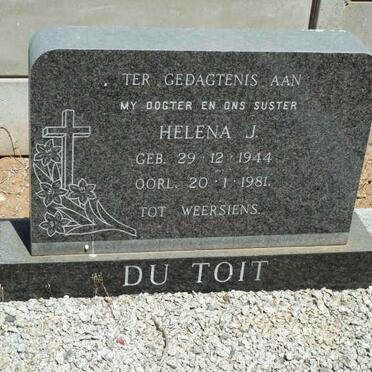 TER GEDAGTENIS AAN
MY DOGTER EN ONS SUSTER
HELENA J.
GEB. 29·12·1944
OORL. 20·1·1981.
TOT WEERSIENS.
DU TOIT